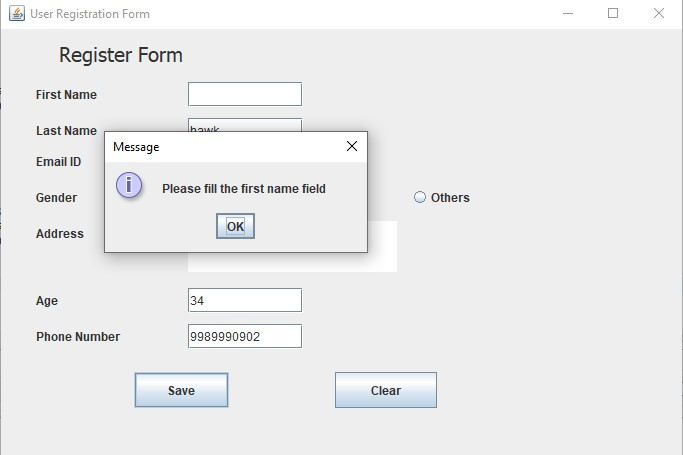 User Registration Form
Register Form
First Name
Last Name hawk
Message
Email ID
Please fill the first name field
Gender Others
OK
Address
Age 34
Phone Number 9989990902
Save Clear